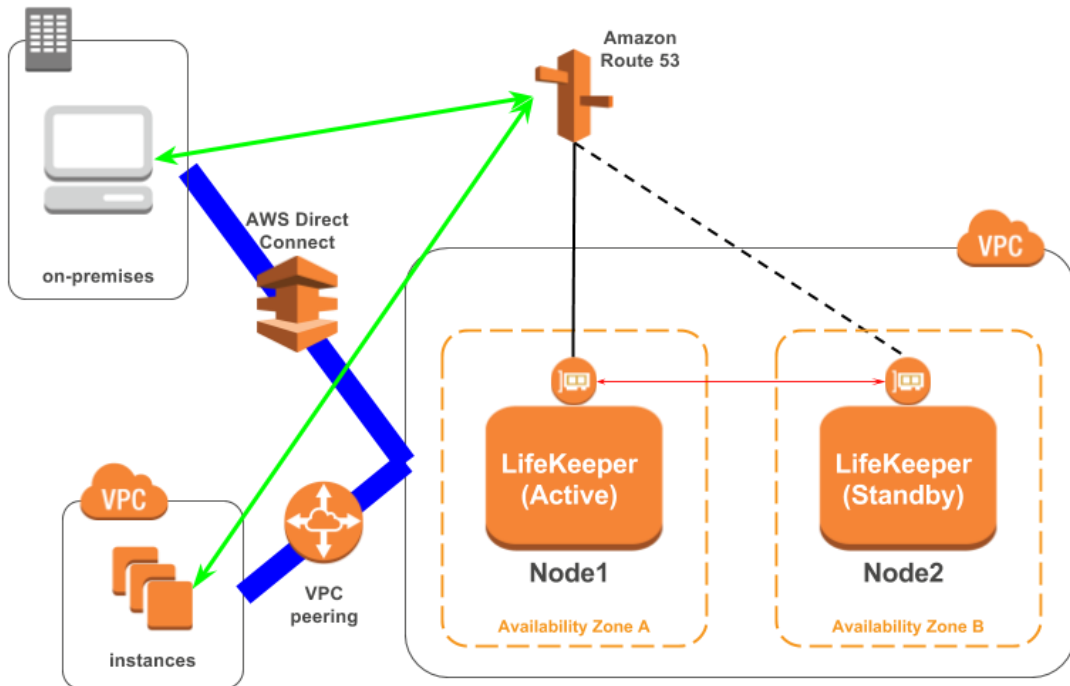 Amazon
Route 53
on-premises
AWS Direct
Connect
VPC
VPC
instances
VPC
peering
LifeKeeper
(Active)
Node1
Availability Zone A
LifeKeeper
(Standby)
Node2
Availability Zone B